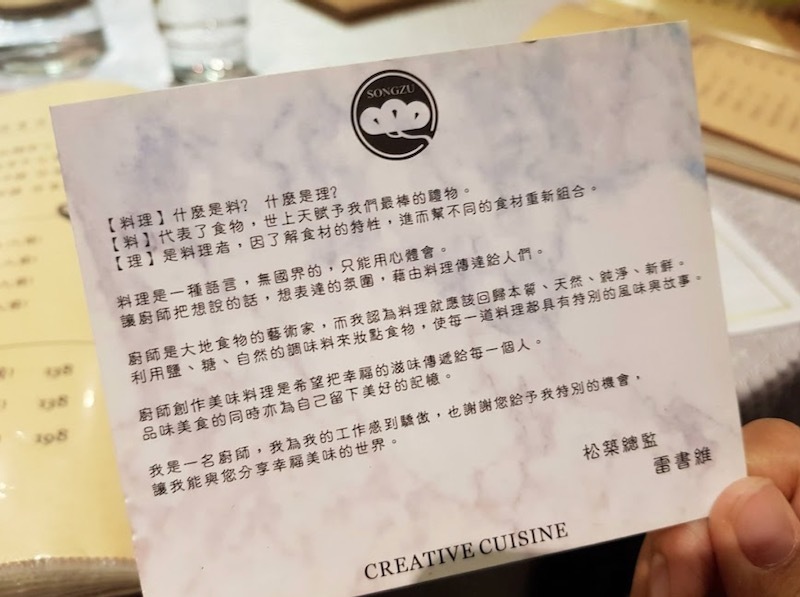 SONGZU
【料理】什麼是料? 什麼是理?
【料】代表了食物，世上天賦予我們最棒的禮物。
【理】是料理者，因了解食材的特性，進而幫不同的食材重新組合。
料理是一種語言，無國界的，只能用心體會。
讓廚師把想說的話，想表達的氛圍，藉由料理傳達給人們。
廚師是大地食物的藝術家，而我認為料理就應該回歸本質、天然、純淨、新鮮。
利用鹽、糖、自然的調味料來妝點食物，使每一道料理都具有特別的風味與故事。
廚師創作美味料理是希望把幸福的滋味傳遞給每一個人。
品味美食的同時亦為自己留下美好的記憶。
我是一名廚師，我為我的工作感到驕傲，也謝謝您給予我特別的機會，
讓我能與您分享幸福美味的世界。
松築總監
雷書維
CREATIVE CUISINE
198
198